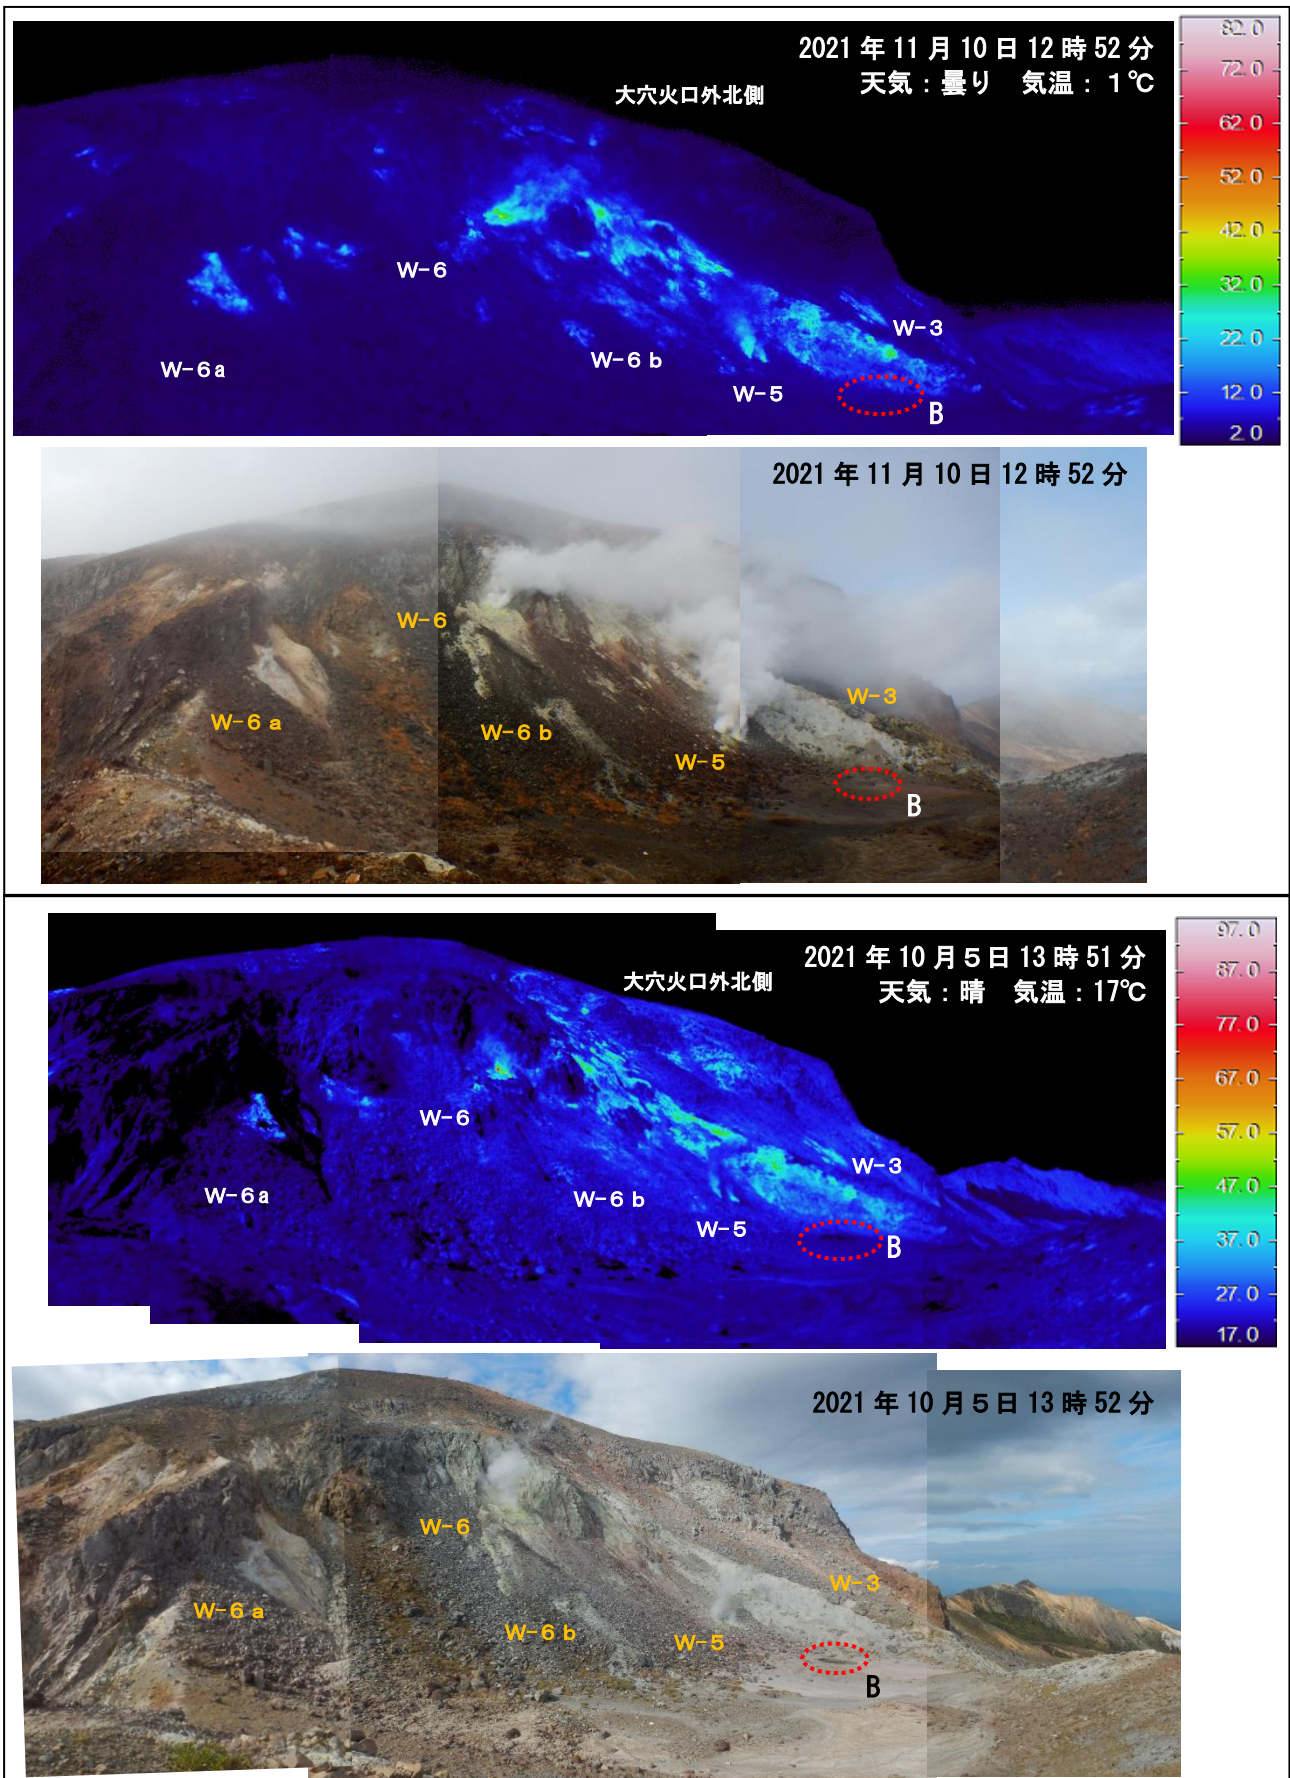 2021年11月10日12時52分
天気：曇り　気温：1℃
大穴火口外北側
W-6
W-3
W-6a
W-6b
W-5
B
82.0
72.0
62.0
52.0
42.0
32.0
22.0
12.0
2.0
2021年11月10日12時52分
W-6
W-3
W-6a
W-6b
W-5
B
2021年10月5日13時51分
大穴火口外北側
天気：晴　気温：17℃
W-6
W-3
W-6a
W-6b
W-5
B
97.0
87.0
77.0
67.0
57.0
47.0
37.0
27.0
17.0
2021年10月5日13時52分
W-6
W-3
W-6a
W-6b
W-5
B